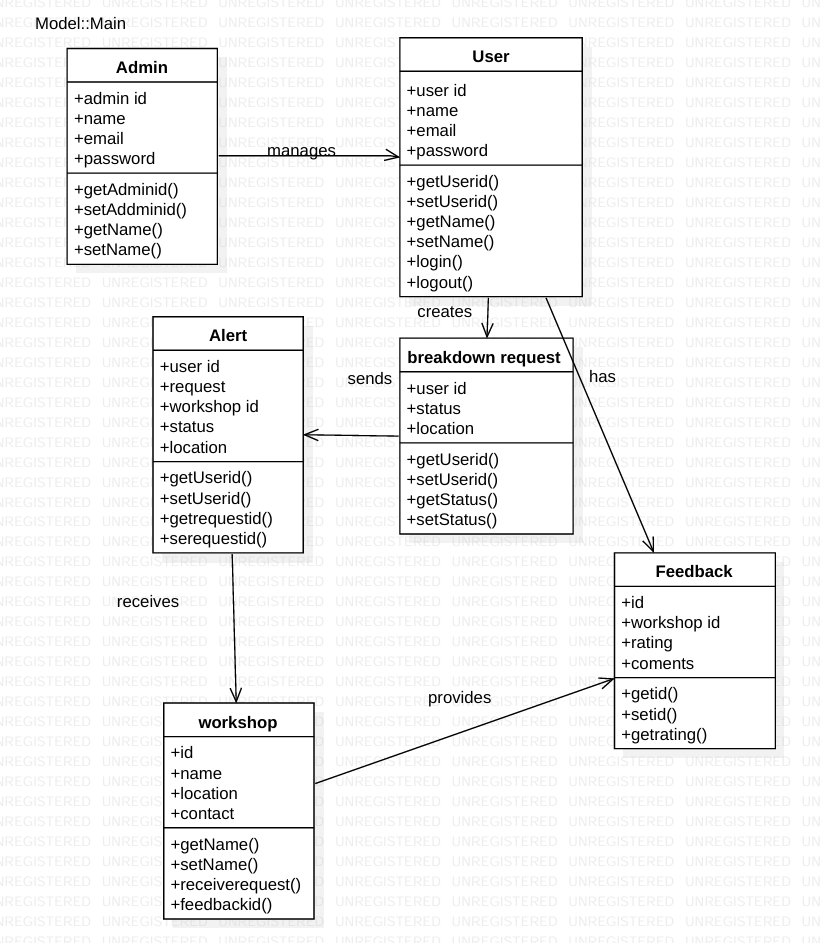 Model::Main
Admin
+admin id
+name
+email
+password
+getAdminid()
+setAddminid()
+getName()
+setName()
manages
User
+user id
+name
+email
+password
+getUserid()
+setUserid()
+getName()
+setName()
+login()
+logout()
creates
has
breakdown request
+user id
+status
+location
+getUserid()
+setUserid()
+getStatus()
+setStatus()
sends
Alert
+user id
+request
+workshop id
+status
+location
+getUserid()
+setUserid()
+getrequestid()
+serequestid()
receives
workshop
+id
+name
+location
+contact
+getName()
+setName()
+receiverequest()
+feedbackid()
provides
Feedback
+id
+workshop id
+rating
+coments
+getid()
+setid()
+getrating()
UNREGISTERED